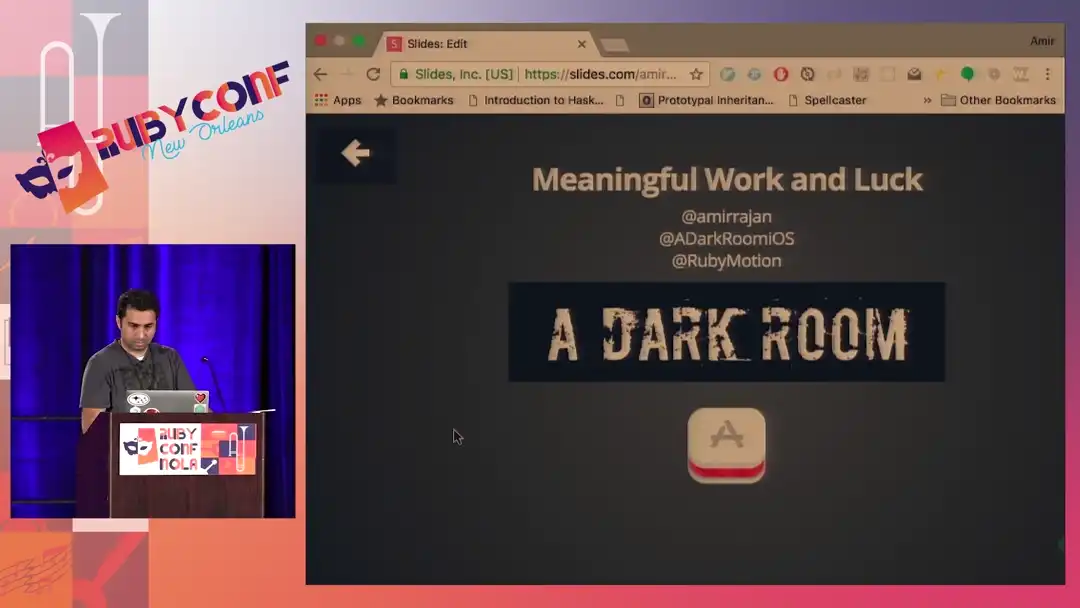 RUBYCONF
New Orleans
Slides: Edit
Amir
Slides, Inc. [US] | https://slides.com/amir...
Apps
Bookmarks
Introduction to Hask...
Prototypal Inheritan...
Spellcaster
»
Other Bookmarks
Meaningful Work and Luck
@amirrajan
@ADarkRoomiOS
@RubyMotion
A DARK ROOM
RUBY
CONF
NOLA